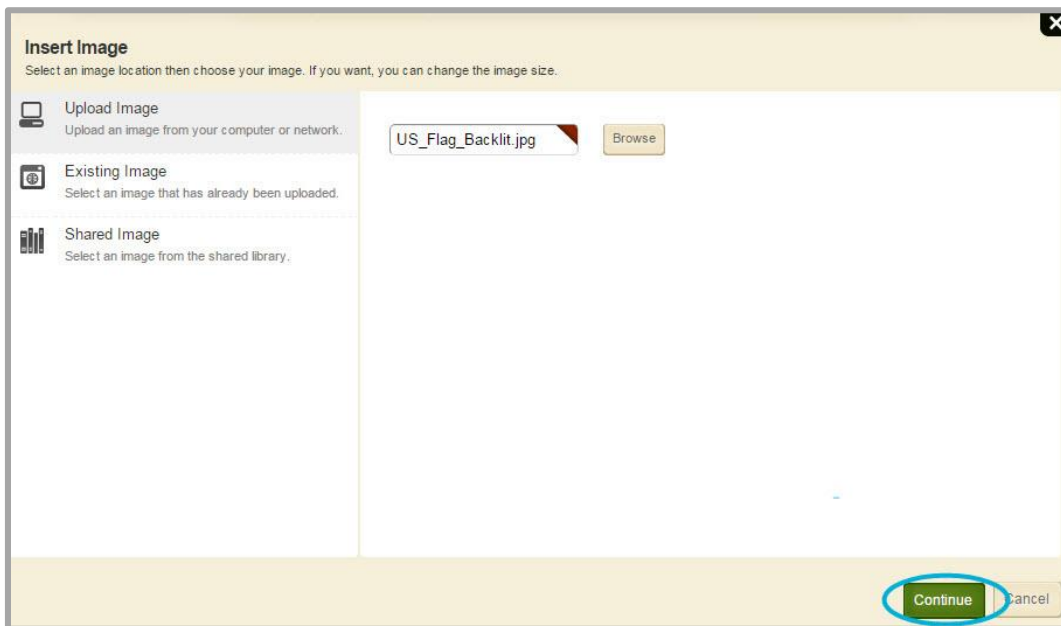 Insert Image
Select an image location then choose your image. If you want, you can change the image size.
Upload Image
Upload an image from your computer or network.
Existing Image
Select an image that has already been uploaded.
Shared Image
Select an image from the shared library.
US_Flag_Backlit.jpg
Browse
Continue
Cancel